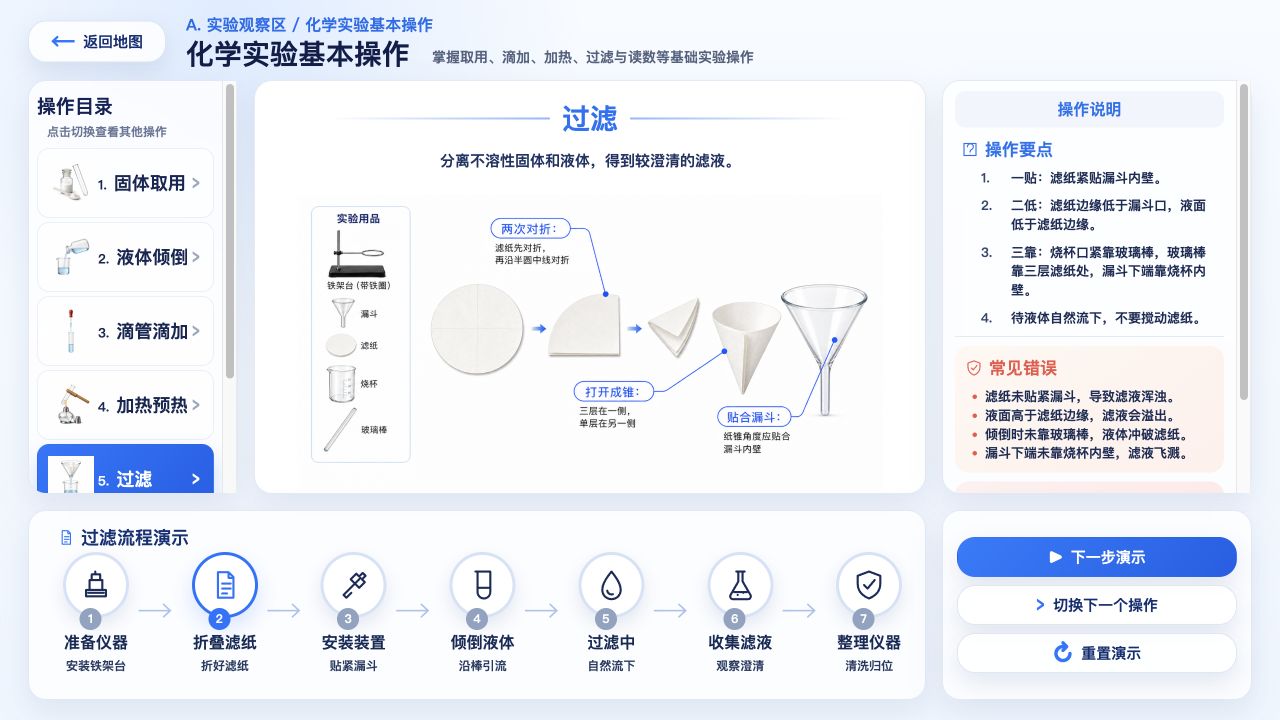 返回地图
A. 实验观察区 / 化学实验基本操作
化学实验基本操作
掌握取用、滴加、加热、过滤与读数等基础实验操作
操作目录
点击切换查看其他操作
1. 固体取用
2. 液体倾倒
3. 滴管滴加
4. 加热预热
5. 过滤
过滤
分离不溶性固体和液体，得到较澄清的滤液。
实验用品
铁架台 (带铁圈)
漏斗
滤纸
烧杯
玻璃棒
两次对折：
滤纸先对折，
再沿半圆中线对折
打开成锥：
三层在一侧，
单层在另一侧
贴合漏斗：
纸锥角度应贴合
漏斗内壁
操作说明
操作要点
1. 一贴：滤纸紧贴漏斗内壁。
2. 二低：滤纸边缘低于漏斗口，液面
低于滤纸边缘。
3. 三靠：烧杯口紧靠玻璃棒，玻璃棒
靠三层滤纸处，漏斗下端靠烧杯内
壁。
4. 待液体自然流下，不要搅动滤纸。
常见错误
• 滤纸未贴紧漏斗，导致滤液浑浊。
• 液面高于滤纸边缘，滤液会溢出。
• 倾倒时未靠玻璃棒，液体冲破滤纸。
• 漏斗下端未靠烧杯内壁，滤液飞溅。
过滤流程演示
1
准备仪器
安装铁架台
2
折叠滤纸
折好滤纸
3
安装装置
贴紧漏斗
4
倾倒液体
沿棒引流
5
过滤中
自然流下
6
收集滤液
观察澄清
7
整理仪器
清洗归位
下一步演示
切换下一个操作
重置演示